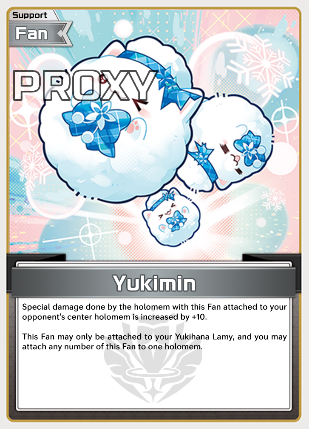 Support
Fan
PROXY
Yukimin
Special damage done by the holomem with this Fan attached to your
opponent's center holomem is increased by +10.
This Fan may only be attached to your Yukihana Lamy, and you may
attach any number of this Fan to one holomem.